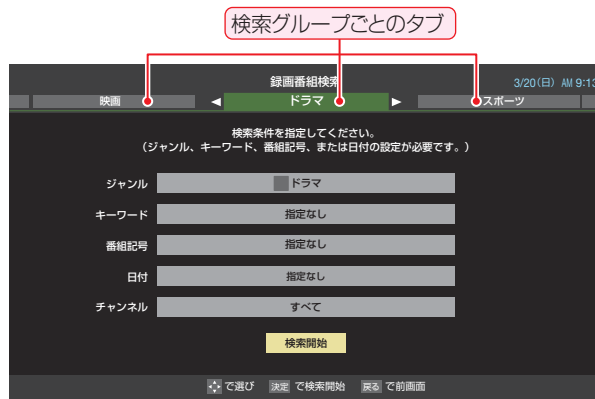 検索グループごとのタブ
録画番組検索
3/20(日) AM 9:13
映画 ドラマ スポーツ
検索条件を指定してください。
(ジャンル、キーワード、番組記号、または日付の設定が必要です。)
ジャンル ドラマ
キーワード 指定なし
番組記号 指定なし
日付 指定なし
チャンネル すべて
検索開始
で選び 決定 で検索開始 戻る で前画面